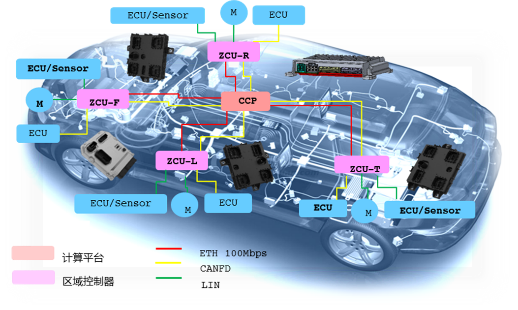 ECU/Sensor
M
ECU
ZCU-R
ECU/Sensor
M
ZCU-F
CCP
ECU
ZCU-L
ZCU-T
ECU/Sensor
M
ECU
ECU
M
ECU/Sensor
计算平台
区域控制器
ETH 100Mbps
CANFD
LIN